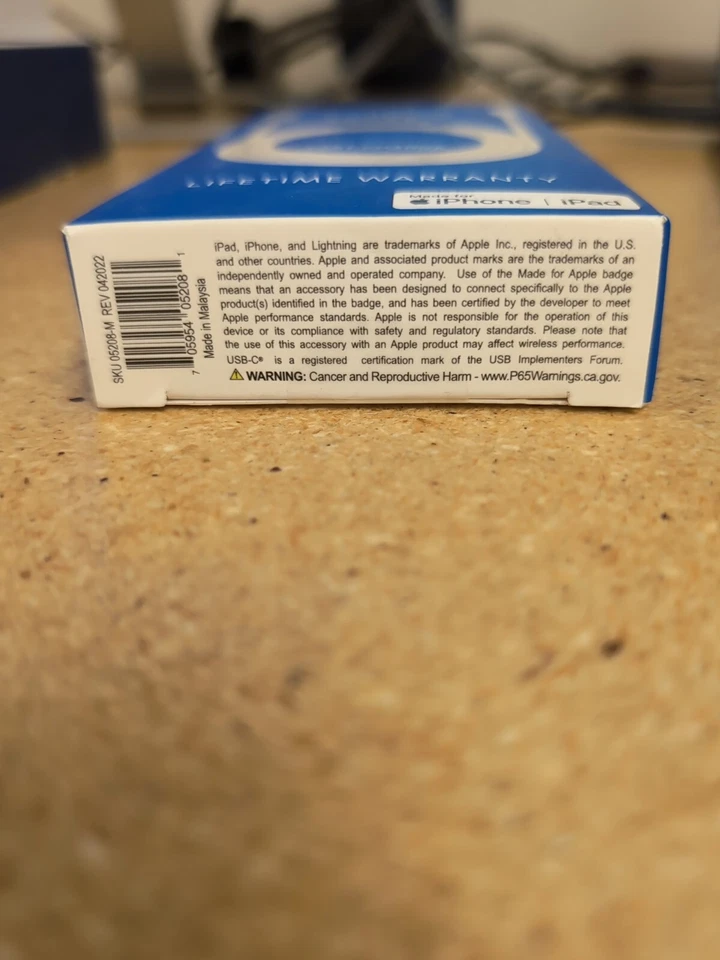 LIFETIME WARRANTY
Made for
iPhone | iPad
SKU 05208-M REV 042022
7 05954 05208 1
Made in Malaysia
iPad, iPhone, and Lightning are trademarks of Apple Inc., registered in the U.S.
and other countries. Apple and associated product marks are the trademarks of an
independently owned and operated company. Use of the Made for Apple badge
means that an accessory has been designed to connect specifically to the Apple
product(s) identified in the badge, and has been certified by the developer to meet
Apple performance standards. Apple is not responsible for the operation of this
device or its compliance with safety and regulatory standards. Please note that
the use of this accessory with an Apple product may affect wireless performance.
USB-C® is a registered certification mark of the USB Implementers Forum.
WARNING: Cancer and Reproductive Harm - www.P65Warnings.ca.gov.